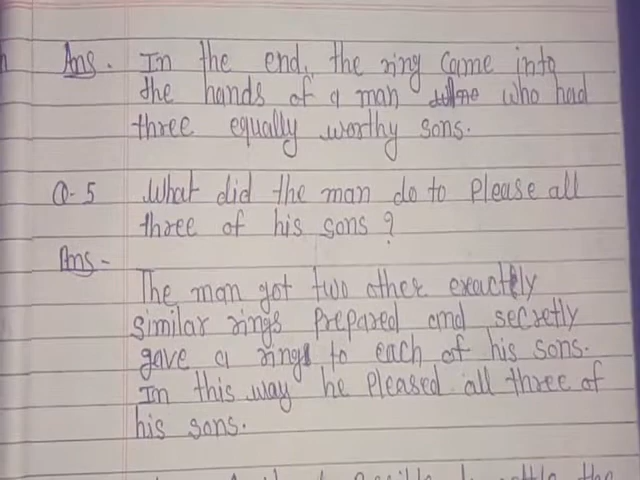 Ans. In the end, the ring came into
the hands of a man who had
three equally worthy sons.
Q.5 What did the man do to please all
three of his sons?
Ans- The man got two other exactly
similar rings prepared and secretly
gave a ring to each of his sons.
In this way he pleased all three of
his sons.